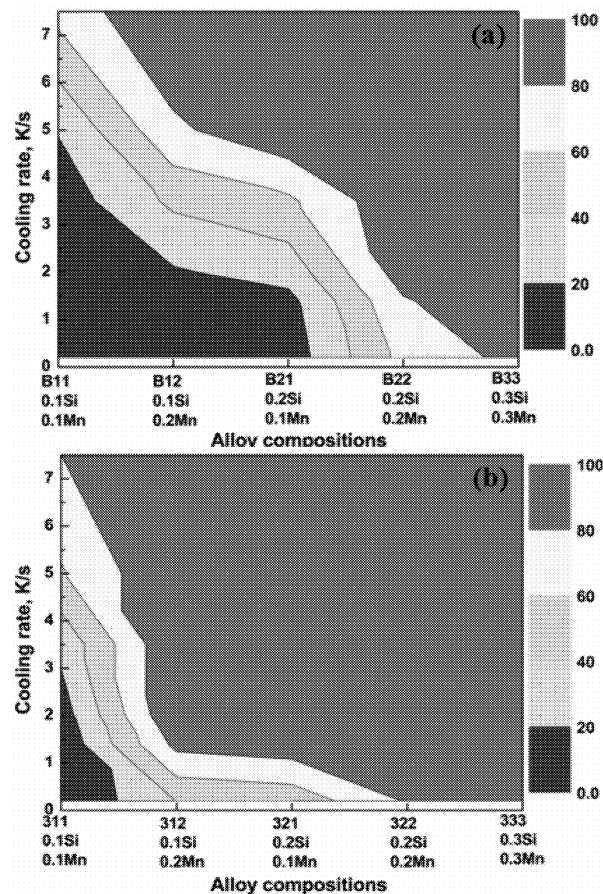 (a)
Cooling rate, K/s
7
6
5
4
3
2
1
0
100
80
60
40
20
0.0
B11 B12 B21 B22 B33
0.1Si 0.1Si 0.2Si 0.2Si 0.3Si
0.1Mn 0.2Mn 0.1Mn 0.2Mn 0.3Mn
Alloy compositions
(b)
Cooling rate, K/s
7
6
5
4
3
2
1
0
100
80
60
40
20
0.0
311 312 321 322 333
0.1Si 0.1Si 0.2Si 0.2Si 0.3Si
0.1Mn 0.2Mn 0.1Mn 0.2Mn 0.3Mn
Alloy compositions